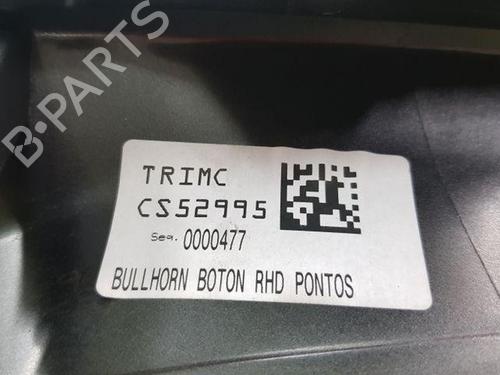 B-PARTS
TRIMC
CS52995
Seq. 0000477
BULLHORN BOTON RHD PONTOS